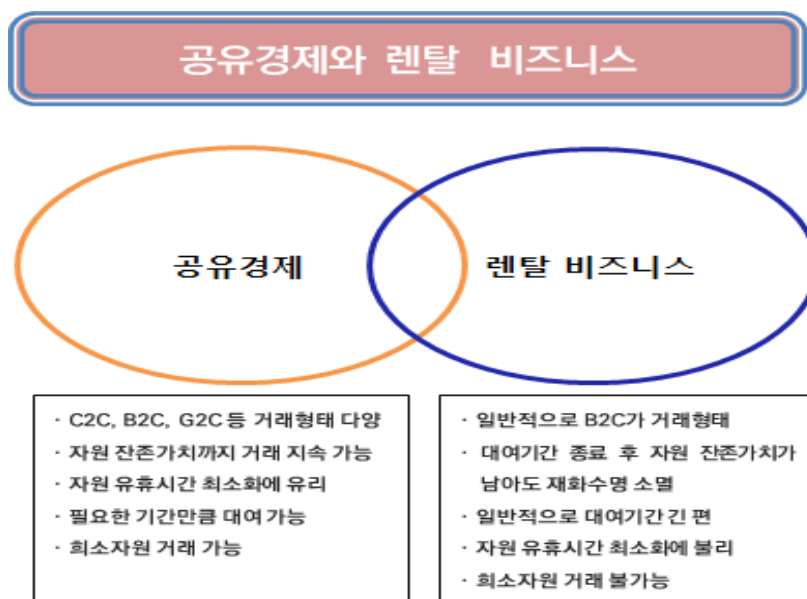 공유경제와 렌탈 비즈니스
공유경제
렌탈 비즈니스
· C2C, B2C, G2C 등 거래형태 다양
· 자원 잔존가치까지 거래 지속 가능
· 자원 유휴시간 최소화에 유리
· 필요한 기간만큼 대여 가능
· 희소자원 거래 가능
· 일반적으로 B2C가 거래형태
· 대여기간 종료 후 자원 잔존가치가
남아도 재화수명 소멸
· 일반적으로 대여기간 긴 편
· 자원 유휴시간 최소화에 불리
· 희소자원 거래 불가능